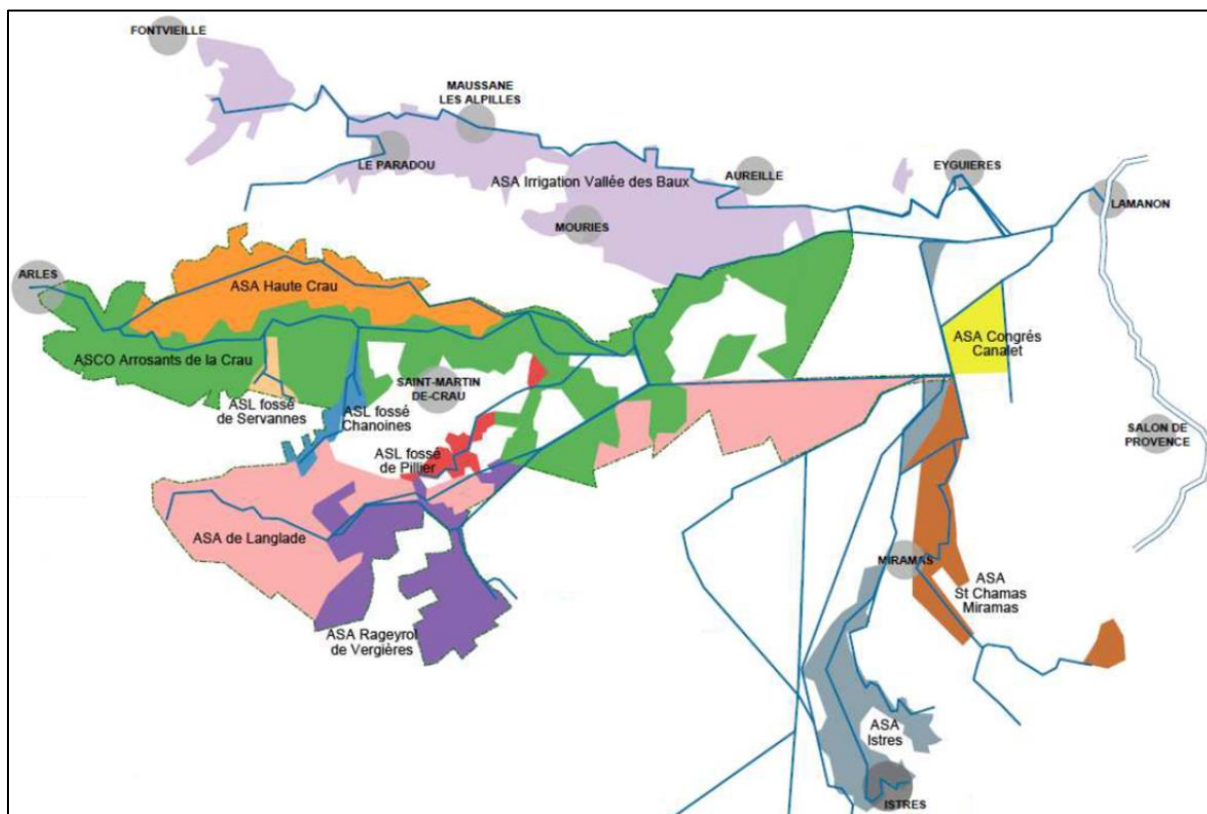 FONTVIEILLE
MAUSSANE
LES ALPILLES
LE PARADOU
ASA Irrigation Vallée des Baux
AUREILLE
EYGUIERES
LAMANON
MOURIES
ARLES
ASA Haute Crau
ASCO Arrosants de la Crau
ASA Congrés
Canalet
SAINT-MARTIN
DE-CRAU
ASL fossé
de Servannes
ASL fossé
Chanoines
SALON DE
PROVENCE
ASL fossé
de Pillier
ASA de Langlade
MIRAMAS
ASA
St Chamas
Miramas
ASA Rageyrol
de Vergières
ASA
Istres
ISTRES